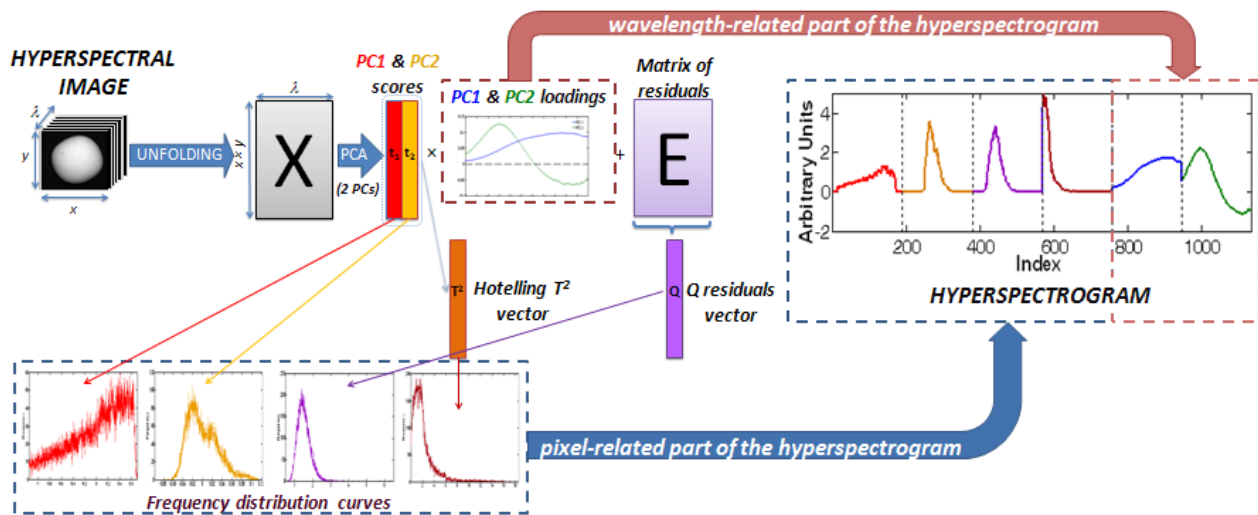 wavelength-related part of the hyperspectrogram
HYPERSPECTRAL
IMAGE
λ
y
x
UNFOLDING
λ
x × y
X
PCA
(2 PCs)
PC1 & PC2
scores
t1 t2
×
PC1 & PC2 loadings
+
Matrix of
residuals
E
T2
Hotelling T2
vector
Q
Q residuals
vector
Arbitrary Units
4
2
0
-2
200 400 600 800 1000
Index
HYPERSPECTROGRAM
Frequency distribution curves
pixel-related part of the hyperspectrogram